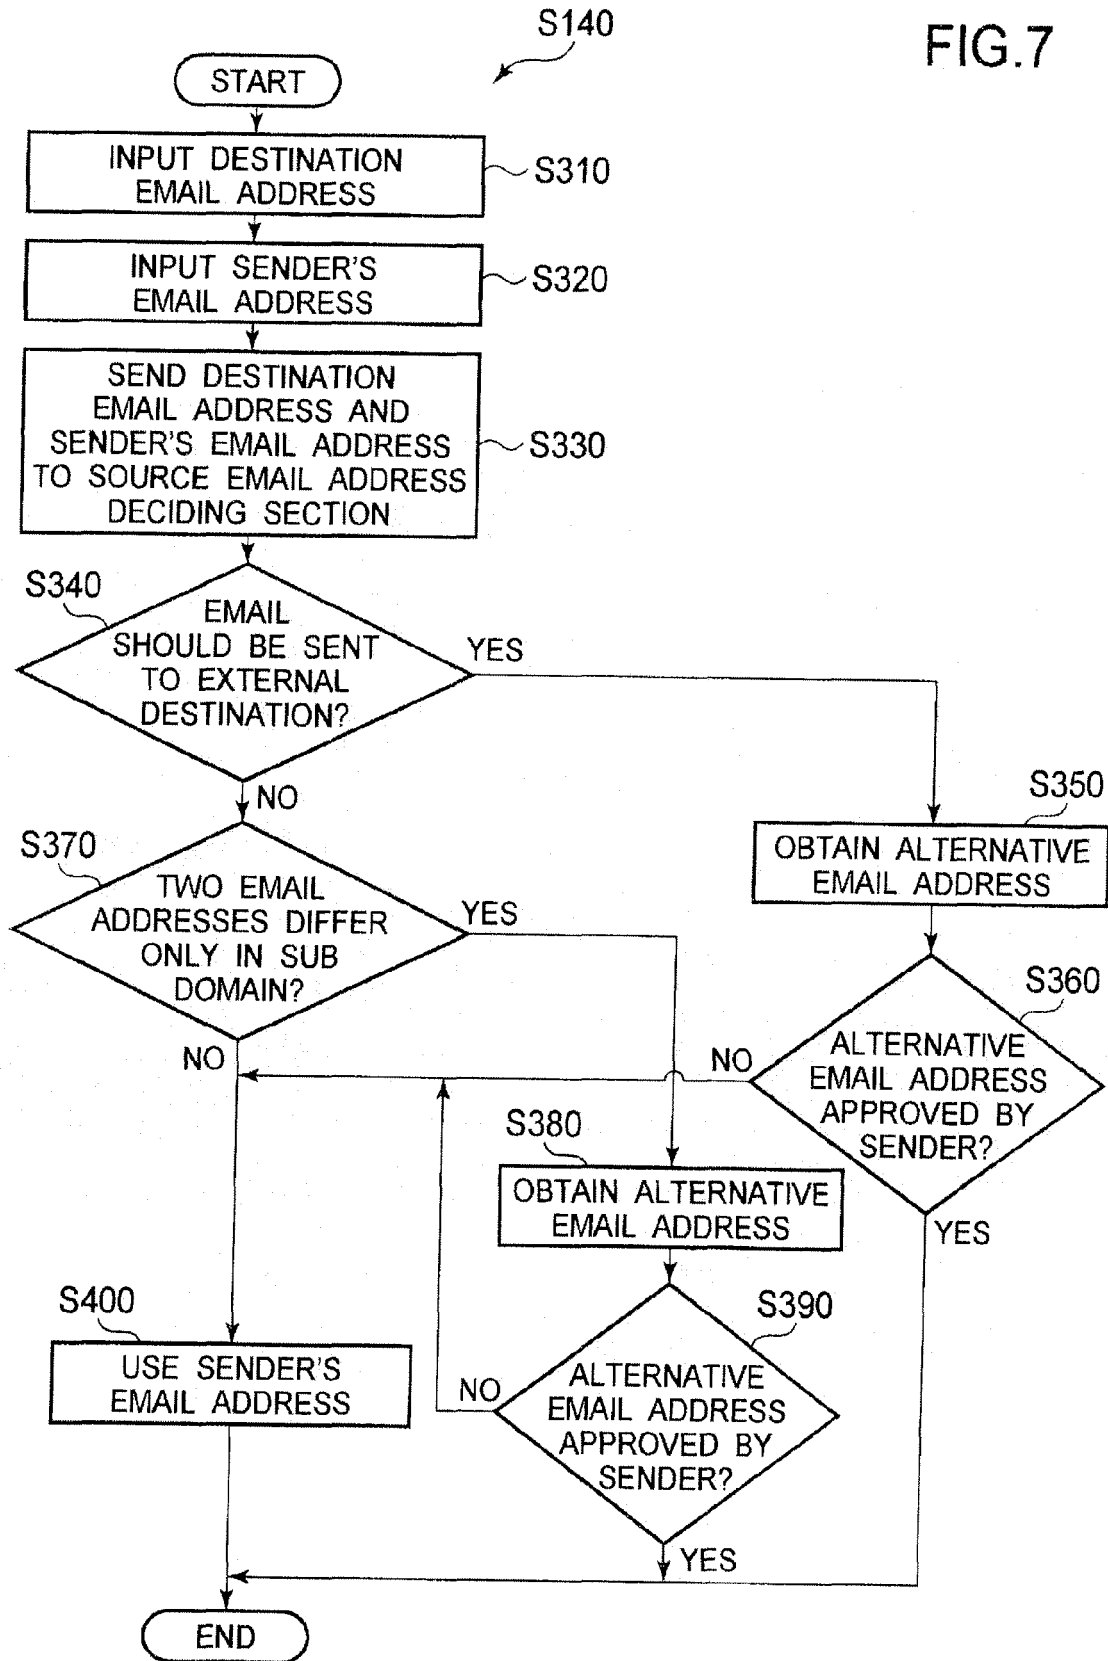 S140
FIG.7
START
INPUT DESTINATION
EMAIL ADDRESS
S310
INPUT SENDER'S
EMAIL ADDRESS
S320
SEND DESTINATION
EMAIL ADDRESS AND
SENDER'S EMAIL ADDRESS
TO SOURCE EMAIL ADDRESS
DECIDING SECTION
S330
S340
EMAIL
SHOULD BE SENT
TO EXTERNAL
DESTINATION?
YES
NO
S350
OBTAIN ALTERNATIVE
EMAIL ADDRESS
S370
TWO EMAIL
ADDRESSES DIFFER
ONLY IN SUB
DOMAIN?
YES
NO
S360
ALTERNATIVE
EMAIL ADDRESS
APPROVED BY
SENDER?
NO
YES
S380
OBTAIN ALTERNATIVE
EMAIL ADDRESS
S390
ALTERNATIVE
EMAIL ADDRESS
APPROVED BY
SENDER?
NO
YES
S400
USE SENDER'S
EMAIL ADDRESS
END